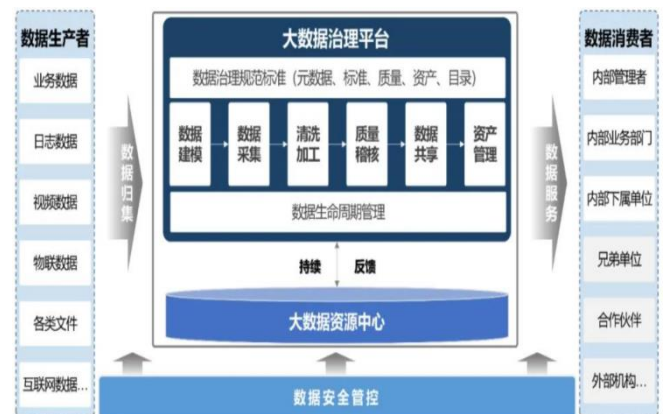 数据生产者
业务数据
日志数据
视频数据
物联数据
各类文件
互联网数据...
数据归集
大数据治理平台
数据治理规范标准（元数据、标准、质量、资产、目录）
数据
建模
数据
采集
清洗
加工
质量
稽核
数据
共享
资产
管理
数据生命周期管理
持续
反馈
大数据资源中心
数据安全管控
数据服务
数据消费者
内部管理者
内部业务部门
内部下属单位
兄弟单位
合作伙伴
外部机构...